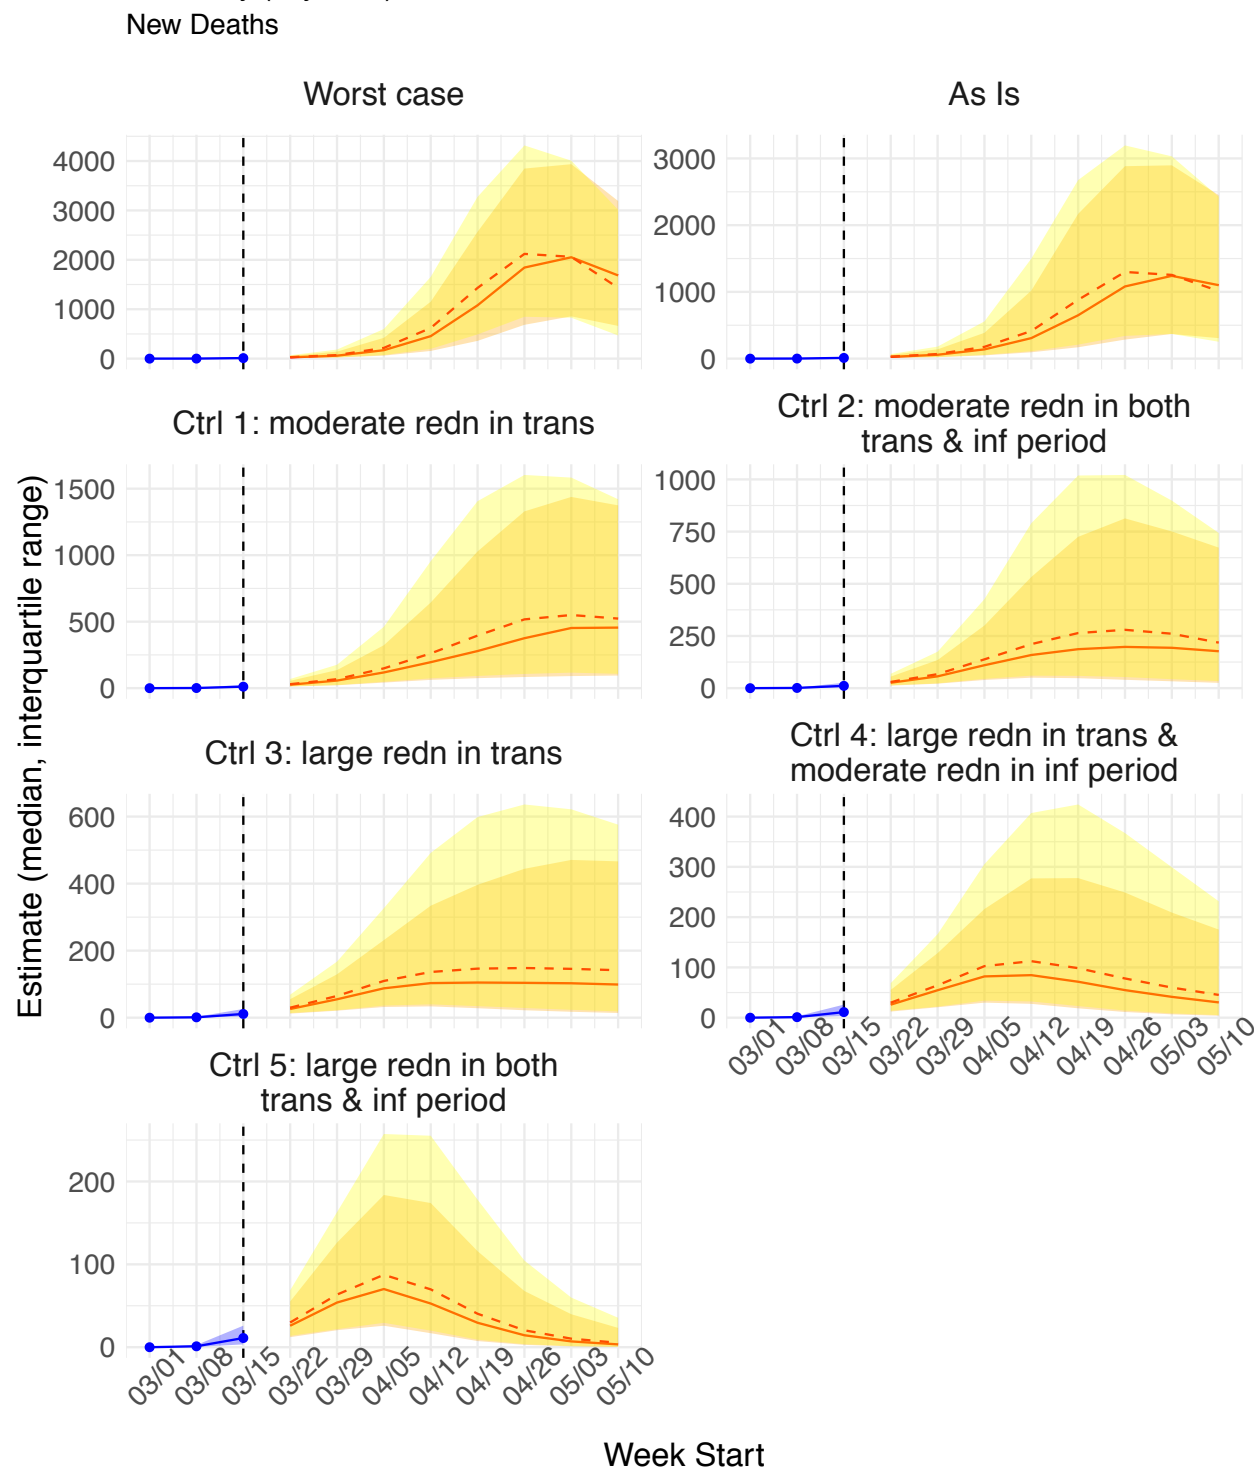 New Deaths
Worst case
As Is
4000
3000
2000
1000
0
3000
2000
1000
0
Ctrl 1: moderate redn in trans
Ctrl 2: moderate redn in both
trans & inf period
1500
1000
500
0
1000
750
500
250
0
Ctrl 3: large redn in trans
Ctrl 4: large redn in trans &
moderate redn in inf period
600
400
200
0
400
300
200
100
0
03/01 03/08 03/15 03/22 03/29 04/05 04/12 04/19 04/26 05/03 05/10
Ctrl 5: large redn in both
trans & inf period
200
100
0
03/01 03/08 03/15 03/22 03/29 04/05 04/12 04/19 04/26 05/03 05/10
Estimate (median, interquartile range)
Week Start